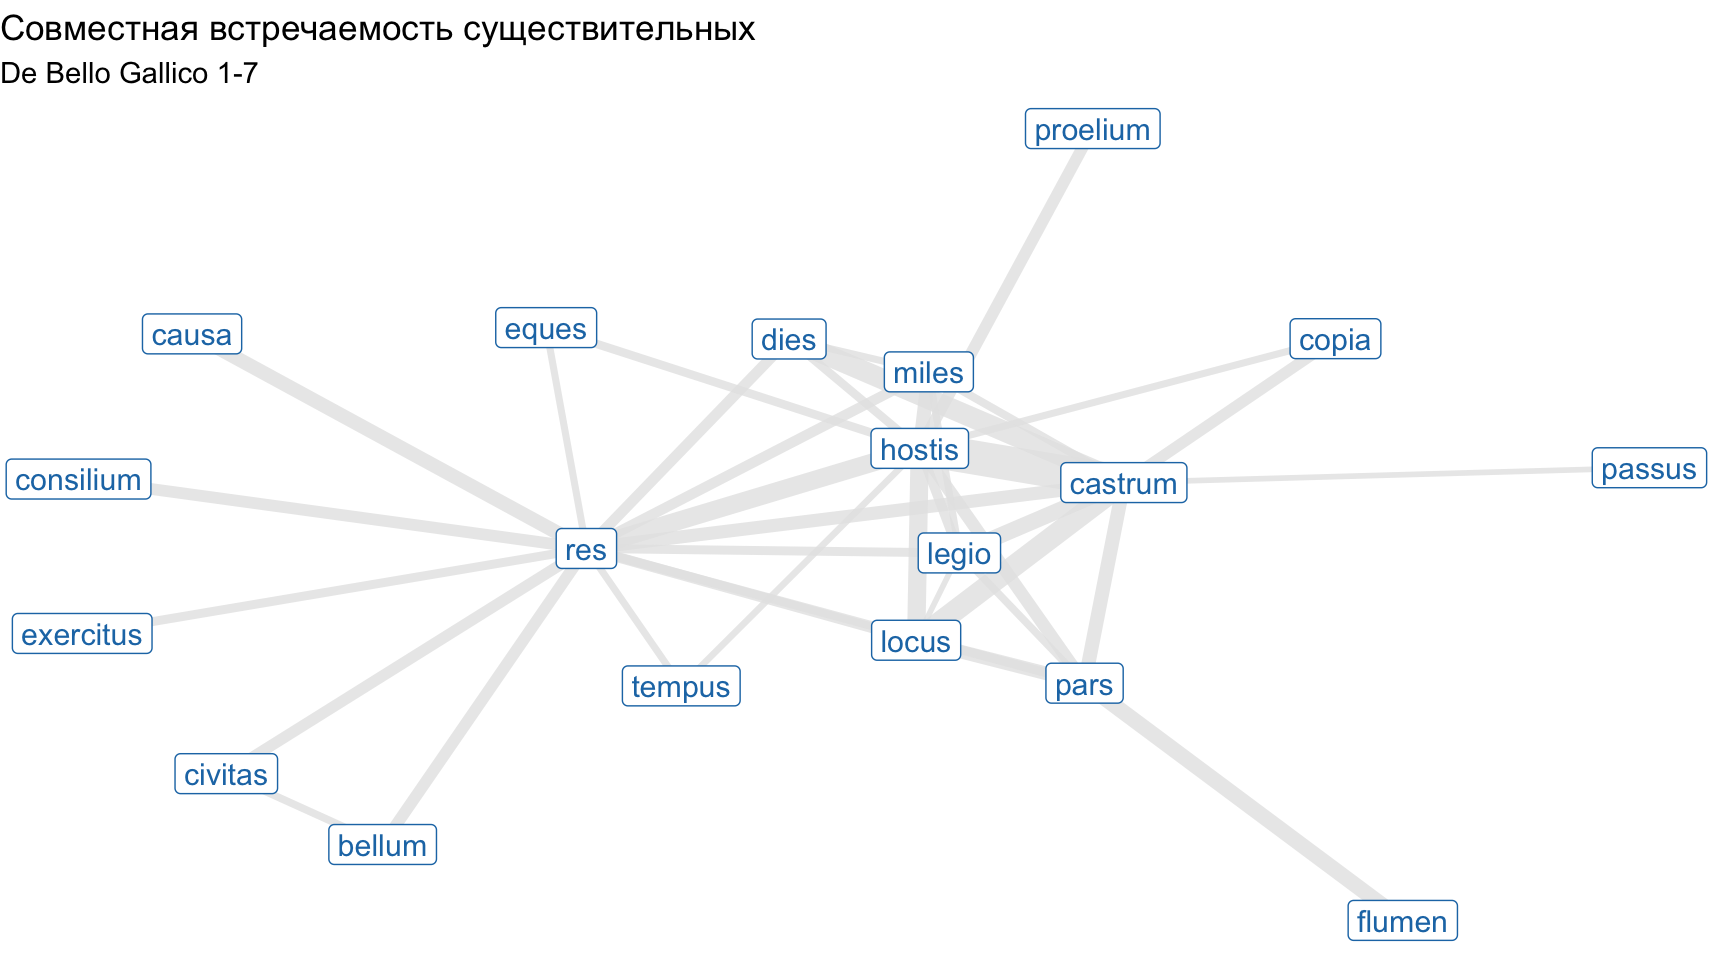 Совместная встречаемость существительных
De Bello Gallico 1-7
proelium
causa
eques
dies
miles
copia
hostis
castrum
passus
consilium
res
legio
exercitus
locus
tempus
pars
civitas
bellum
flumen